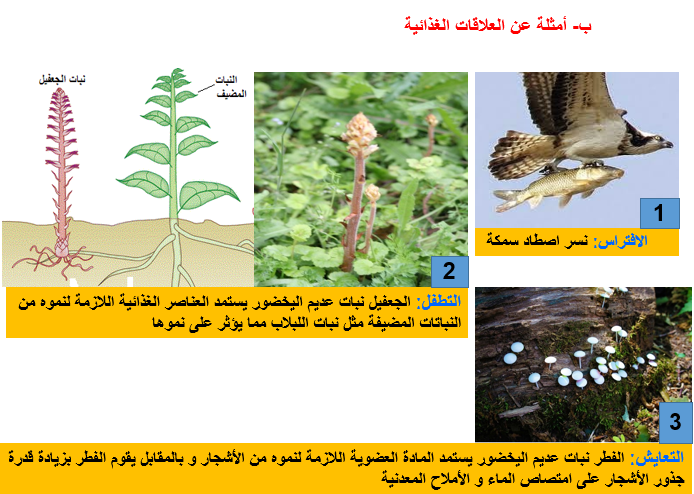 ب- أمثلة عن العلاقات الغذائية
نبات الجعفيل
النبات
المضيف
1
الافتراس: نسر اصطاد سمكة
2
التطفل: الجعفيل نبات عديم اليخضور يستمد العناصر الغذائية اللازمة لنموه من
النباتات المضيفة مثل نبات اللبلاب مما يؤثر على نموها
3
التعايش: الفطر نبات عديم اليخضور يستمد المادة العضوية اللازمة لنموه من الأشجار و بالمقابل يقوم الفطر بزيادة قدرة
جذور الأشجار على امتصاص الماء و الأملاح المعدنية